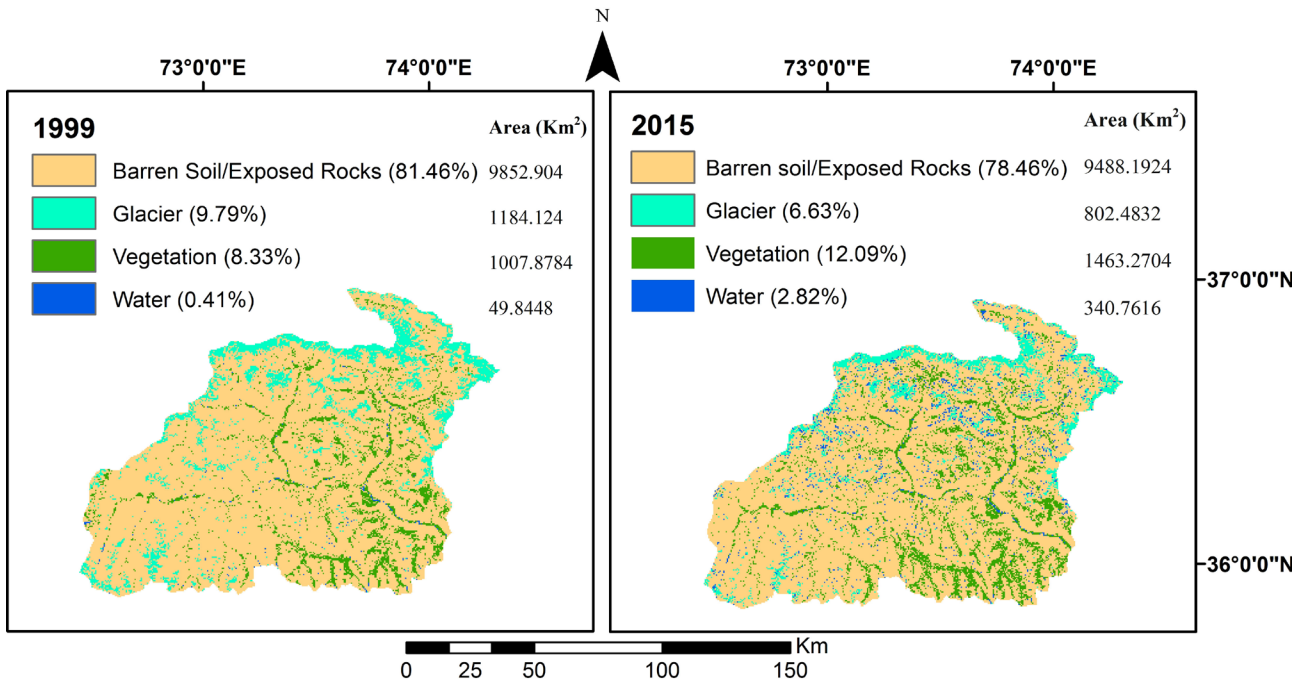 N
73°0'0"E 74°0'0"E 73°0'0"E 74°0'0"E
1999 Area (Km²)
Barren Soil/Exposed Rocks (81.46%) 9852.904
Glacier (9.79%) 1184.124
Vegetation (8.33%) 1007.8784
Water (0.41%) 49.8448
2015 Area (Km²)
Barren soil/Exposed Rocks (78.46%) 9488.1924
Glacier (6.63%) 802.4832
Vegetation (12.09%) 1463.2704
Water (2.82%) 340.7616
37°0'0"N
36°0'0"N
Km
0 25 50 100 150